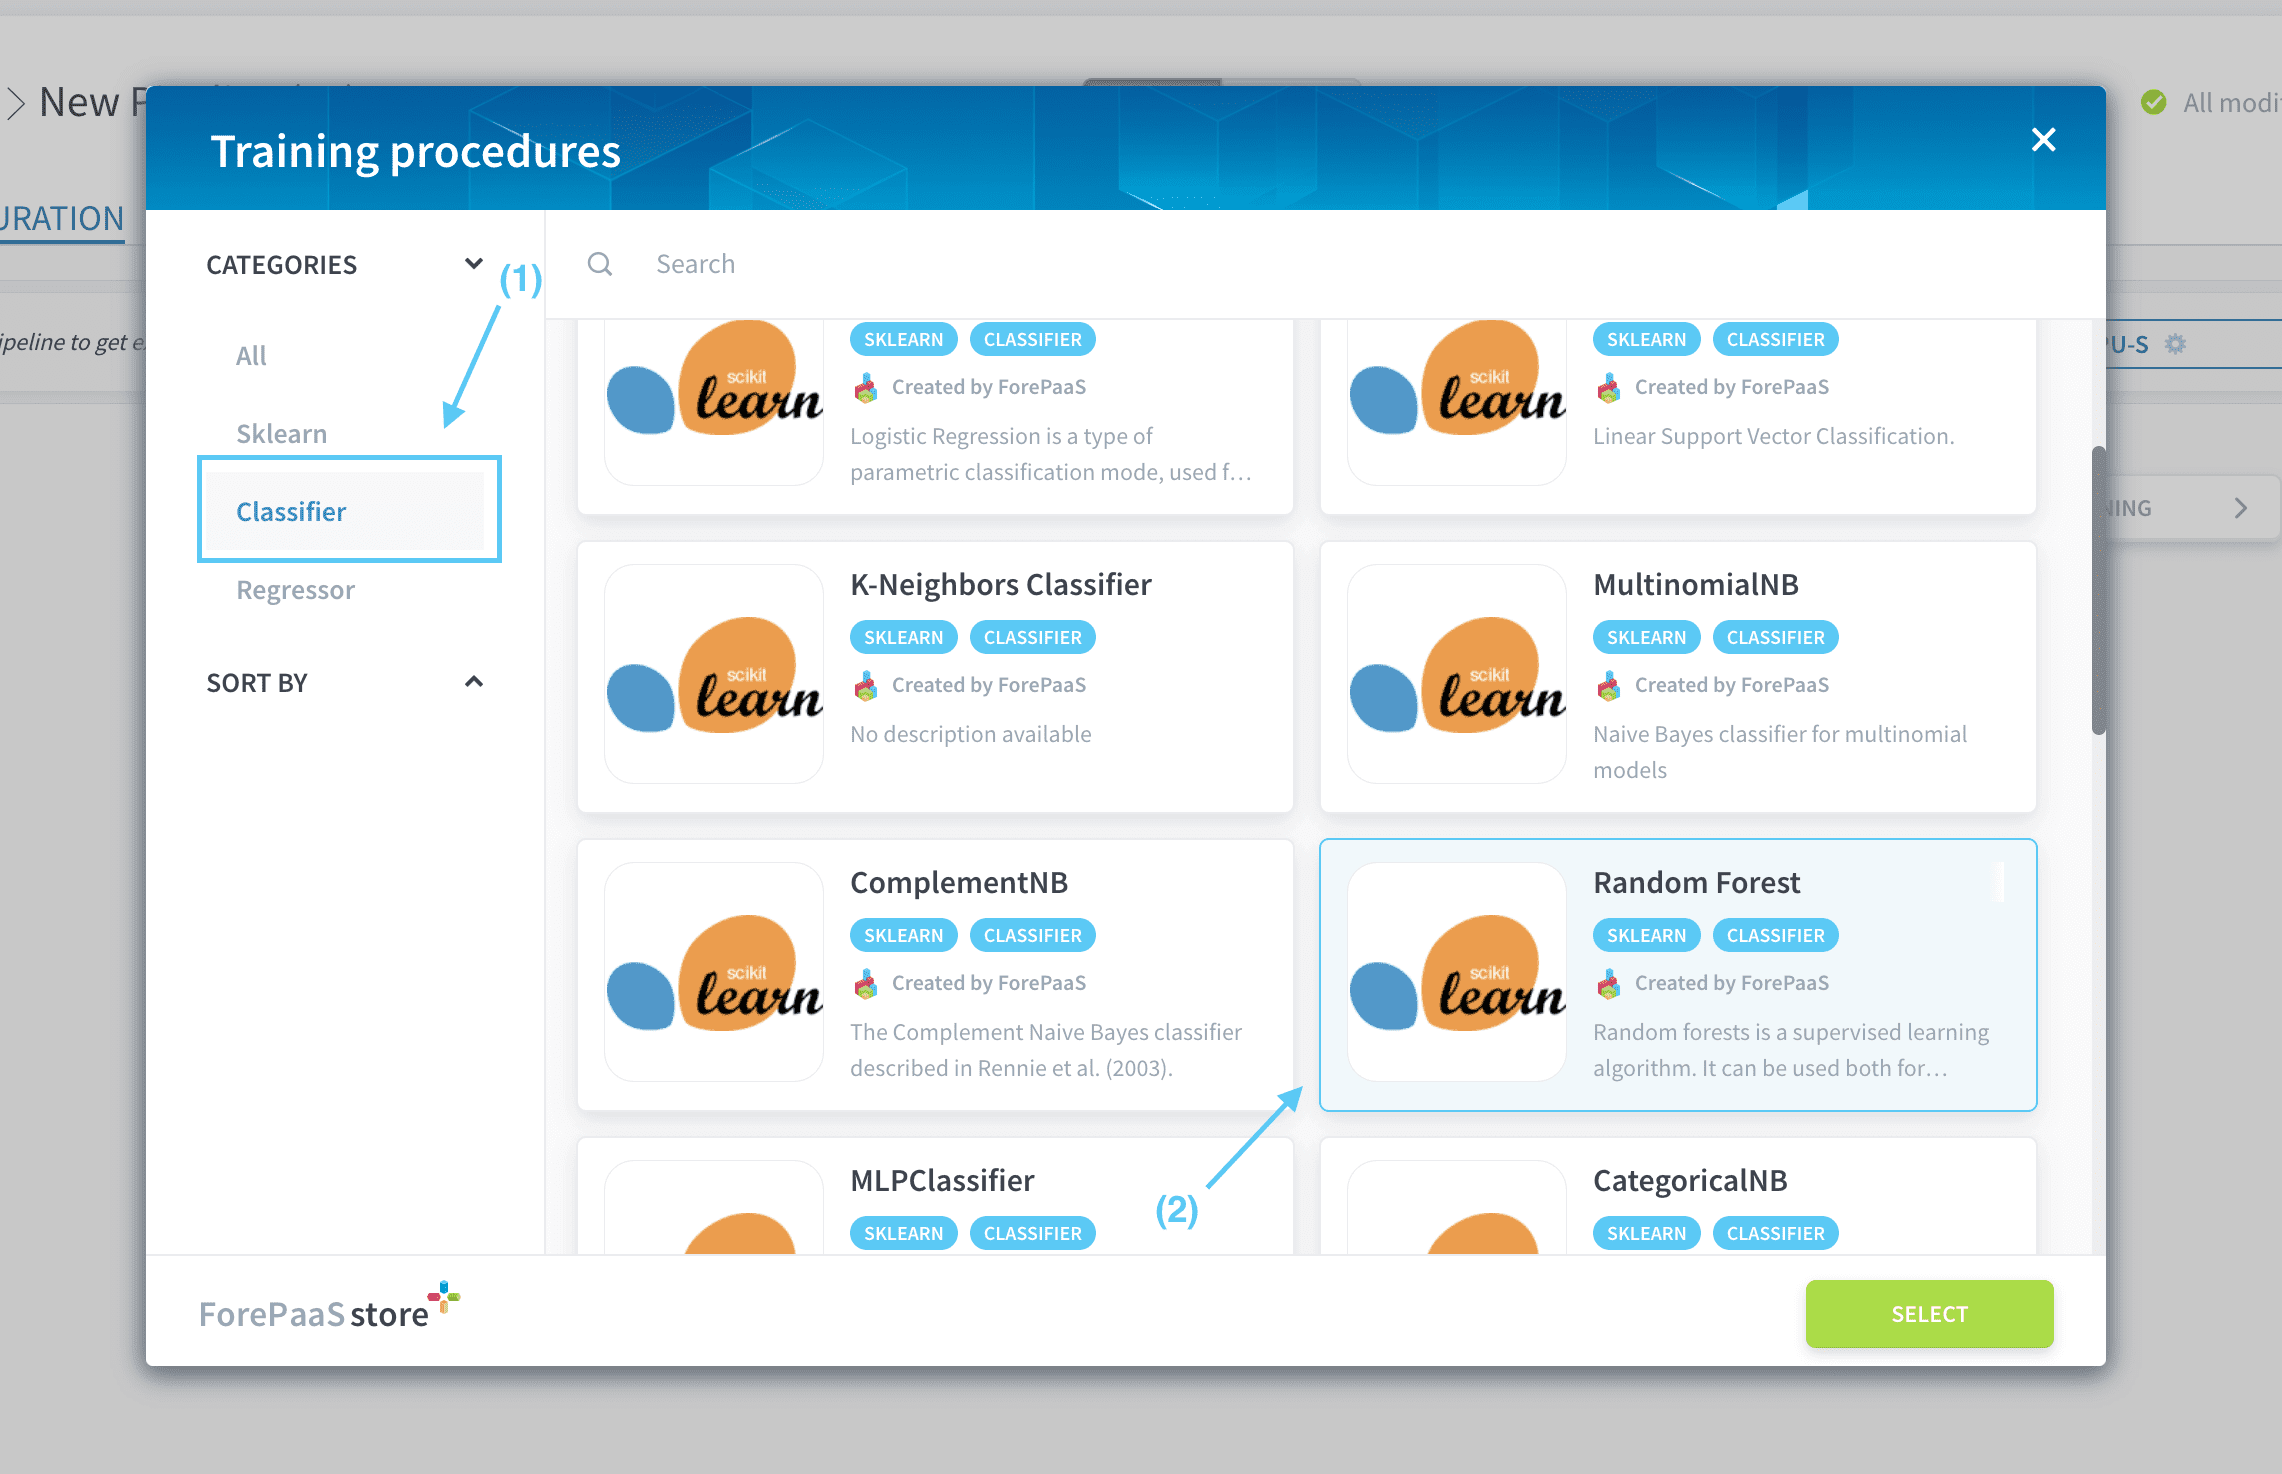 New
All modi
Training procedures
URATION
CATEGORIES
(1)
Search
All
Sklearn
Classifier
Regressor
SORT BY
ipeline to get e
PU-S
NING
scikit
learn
SKLEARN CLASSIFIER
Created by ForePaaS
Logistic Regression is a type of
parametric classification mode, used f…
scikit
learn
SKLEARN CLASSIFIER
Created by ForePaaS
Linear Support Vector Classification.
scikit
learn
K-Neighbors Classifier
SKLEARN CLASSIFIER
Created by ForePaaS
No description available
scikit
learn
MultinomialNB
SKLEARN CLASSIFIER
Created by ForePaaS
Naive Bayes classifier for multinomial
models
scikit
learn
ComplementNB
SKLEARN CLASSIFIER
Created by ForePaaS
The Complement Naive Bayes classifier
described in Rennie et al. (2003).
scikit
learn
Random Forest
SKLEARN CLASSIFIER
Created by ForePaaS
Random forests is a supervised learning
algorithm. It can be used both for…
(2)
MLPClassifier
SKLEARN CLASSIFIER
CategoricalNB
SKLEARN CLASSIFIER
ForePaaS store
SELECT